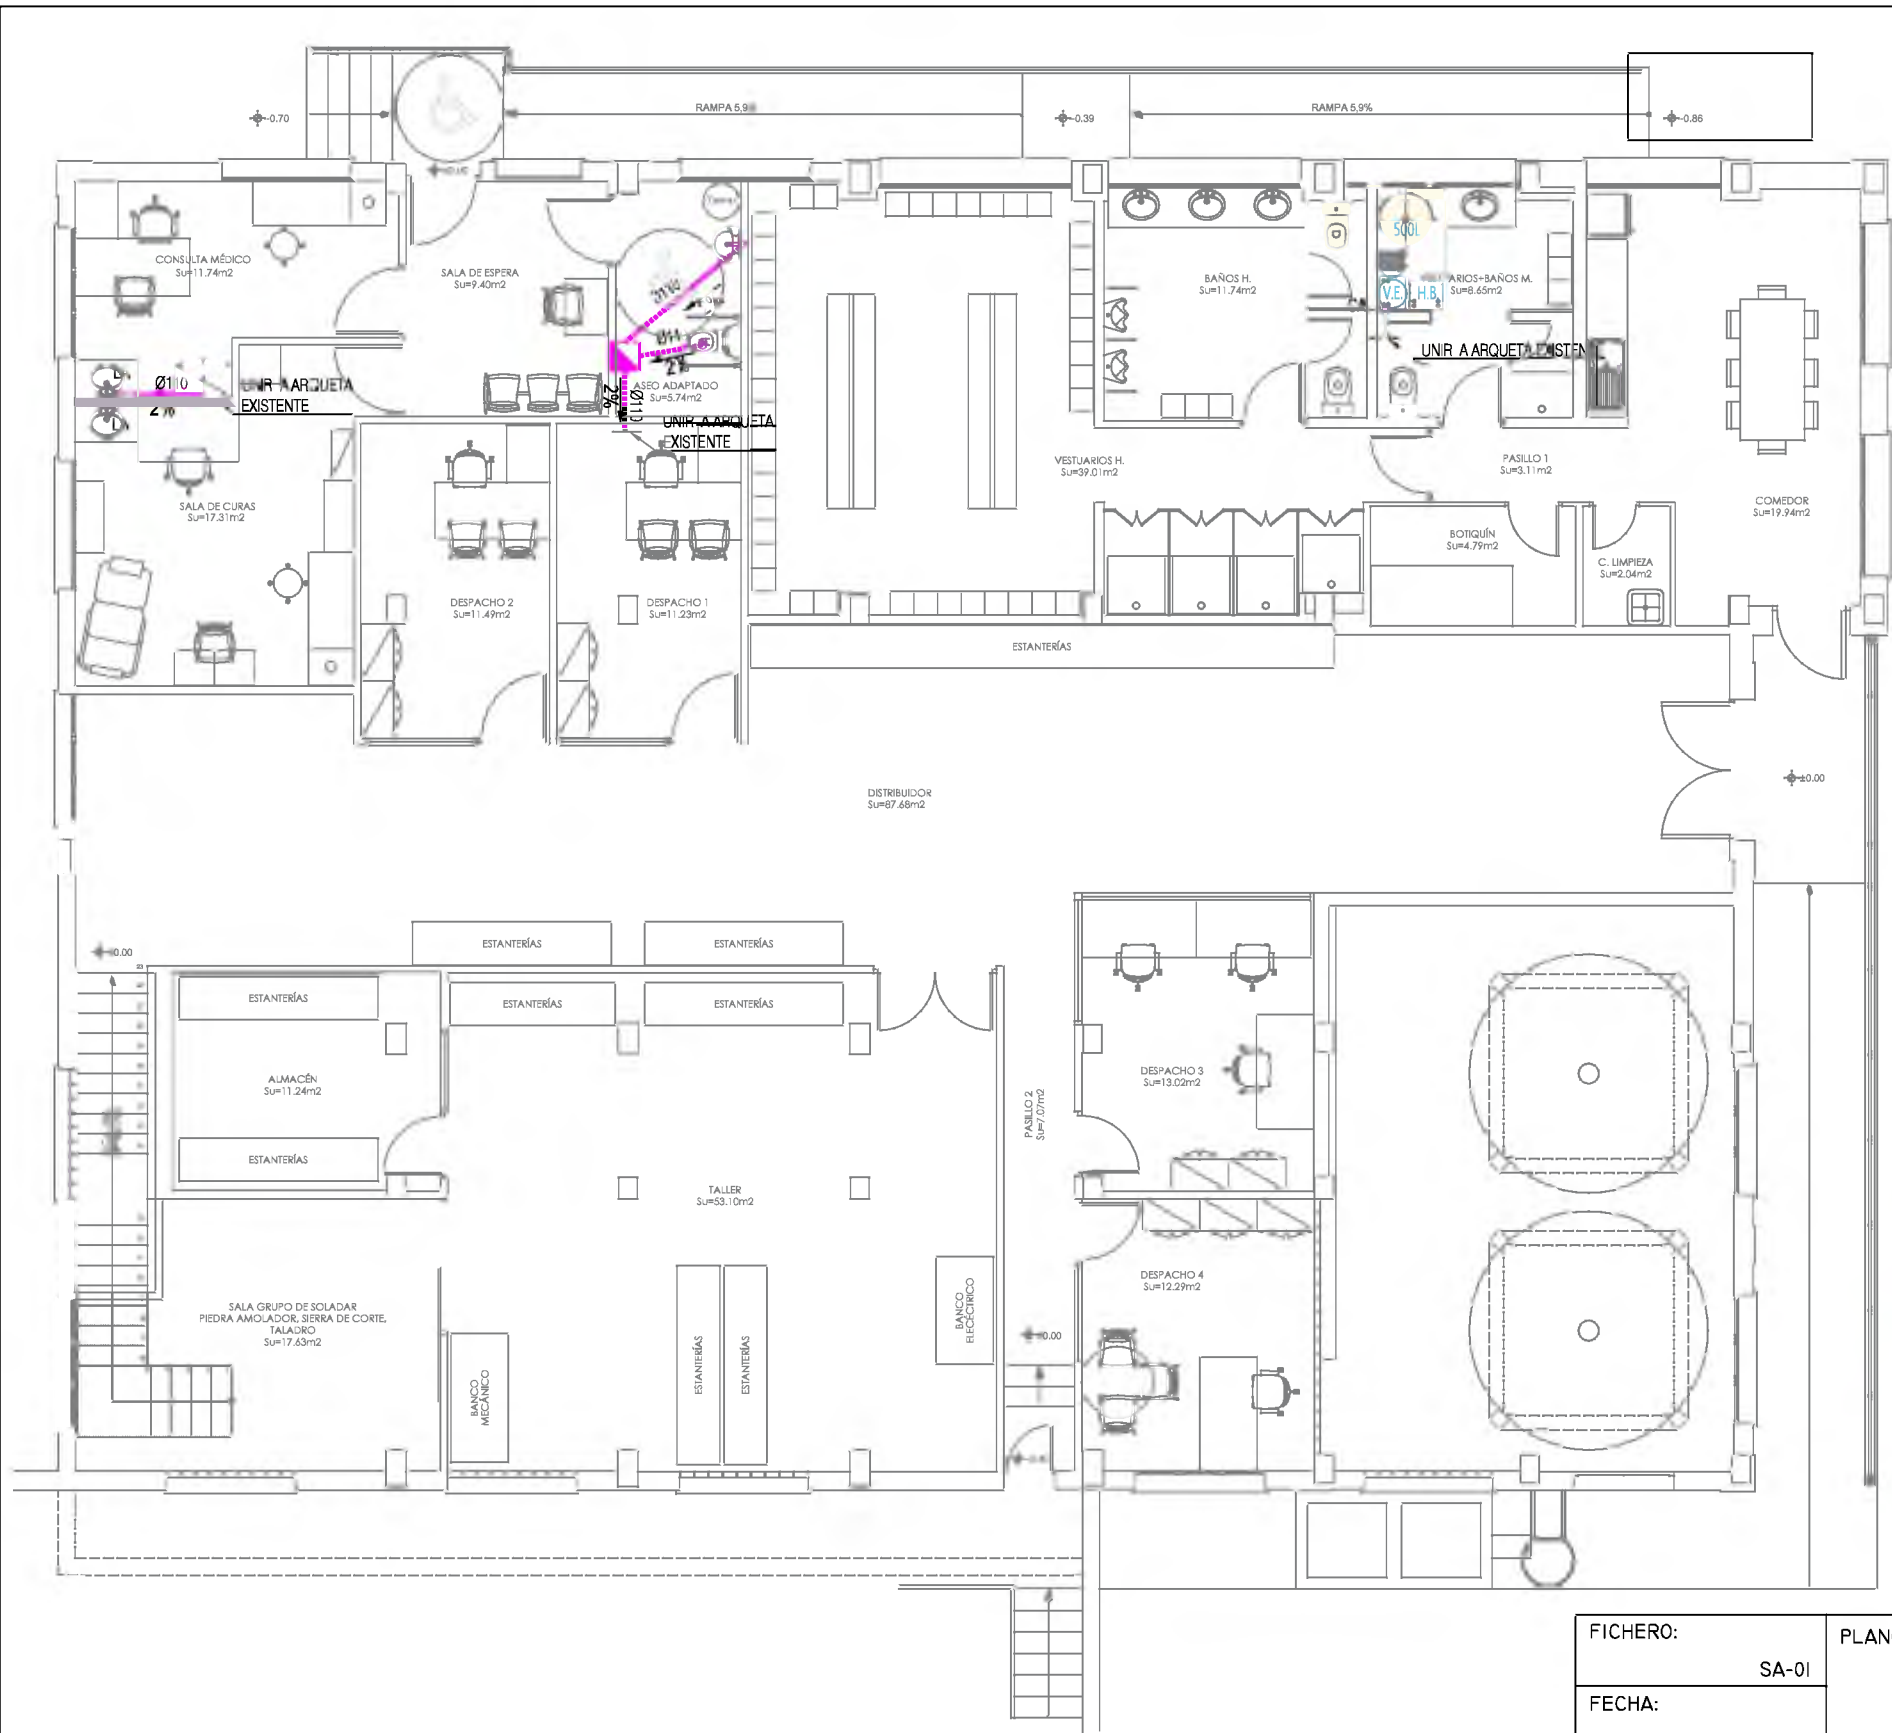 RAMPA 5,9
RAMPA 5,9%
-0.70
-0.39
-0.86
CONSULTA MÉDICO
Su=11.74m2
SALA DE ESPERA
Su=9.40m2
BAÑOS H.
Su=11.74m2
500L
ARIOS+BAÑOS M.
Su=8.65m2
V.E.
H.B.
UNIR A ARQUETA EXISTEN
Ø110
2%
UNIR A ARQUETA
EXISTENTE
ASEO ADAPTADO
Su=5.74m2
Ø110
2%
UNIR A ARQUETA
EXISTENTE
VESTUARIOS H.
Su=39.01m2
PASILLO 1
Su=3.11m2
COMEDOR
Su=19.94m2
SALA DE CURAS
Su=17.31m2
BOTIQUÍN
Su=4.79m2
C. LIMPIEZA
Su=2.04m2
DESPACHO 2
Su=11.49m2
DESPACHO 1
Su=11.23m2
ESTANTERÍAS
DISTRIBUIDOR
Su=87.68m2
±0.00
ESTANTERÍAS
ESTANTERÍAS
ESTANTERÍAS
ESTANTERÍAS
ESTANTERÍAS
ALMACÉN
Su=11.24m2
ESTANTERÍAS
DESPACHO 3
Su=13.02m2
PASILLO 2
Su=7.07m2
TALLER
Su=53.10m2
DESPACHO 4
Su=12.29m2
SALA GRUPO DE SOLADAR
PIEDRA AMOLADOR, SIERRA DE CORTE,
TALADRO
Su=17.63m2
BANCO
MECÁNICO
ESTANTERÍAS
ESTANTERÍAS
BANCO
ELECÉCTRICO
FICHERO:
SA-01
PLAN
FECHA: